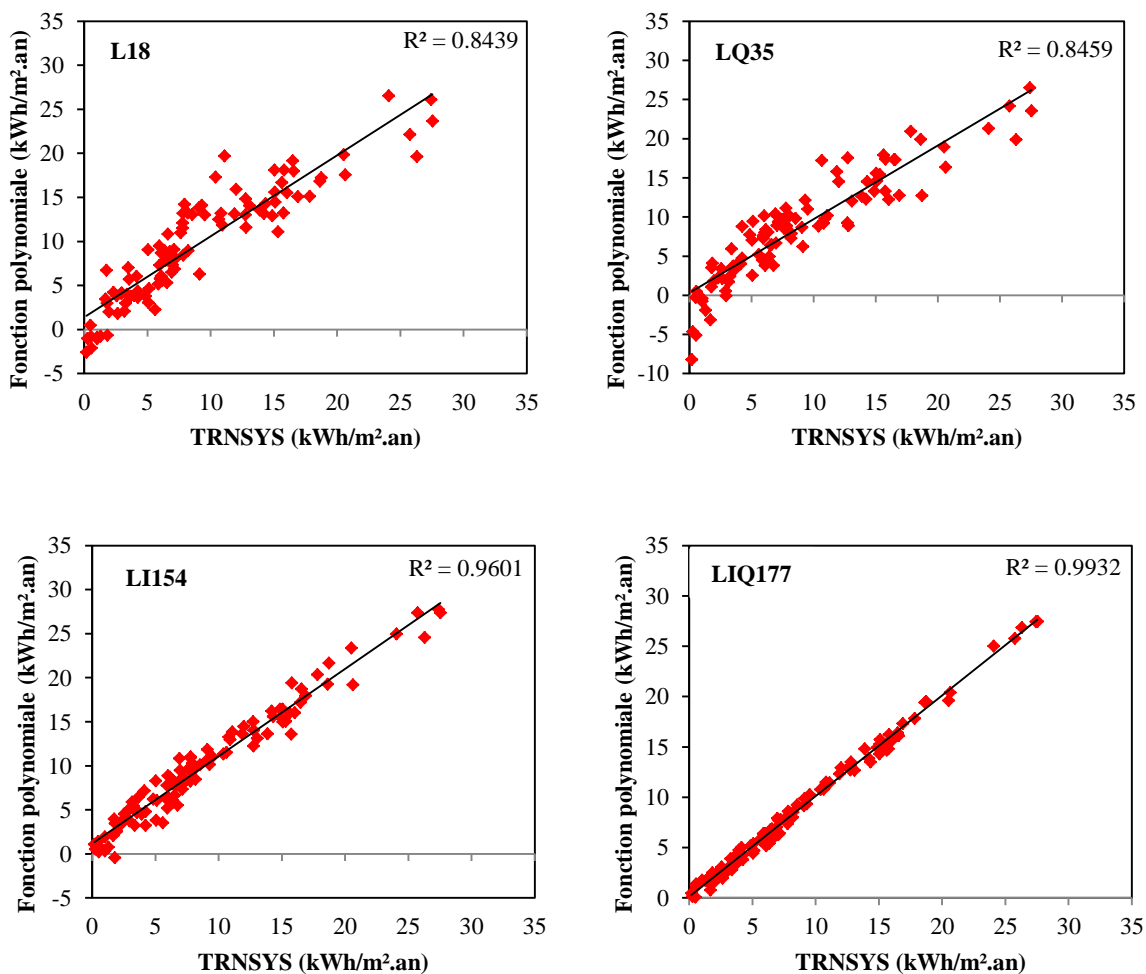 L18
R² = 0.8439
Fonction polynomiale (kWh/m².an)
35
30
25
20
15
10
5
0
-5
0 5 10 15 20 25 30 35
TRNSYS (kWh/m².an)
LQ35
R² = 0.8459
Fonction polynomiale (kWh/m².an)
35
30
25
20
15
10
5
0
-5
-10
0 5 10 15 20 25 30 35
TRNSYS (kWh/m².an)
LI154
R² = 0.9601
Fonction polynomiale (kWh/m².an)
35
30
25
20
15
10
5
0
-5
0 5 10 15 20 25 30 35
TRNSYS (kWh/m².an)
LIQ177
R² = 0.9932
Fonction polynomiale (kWh/m².an)
35
30
25
20
15
10
5
0
0 5 10 15 20 25 30 35
TRNSYS (kWh/m².an)